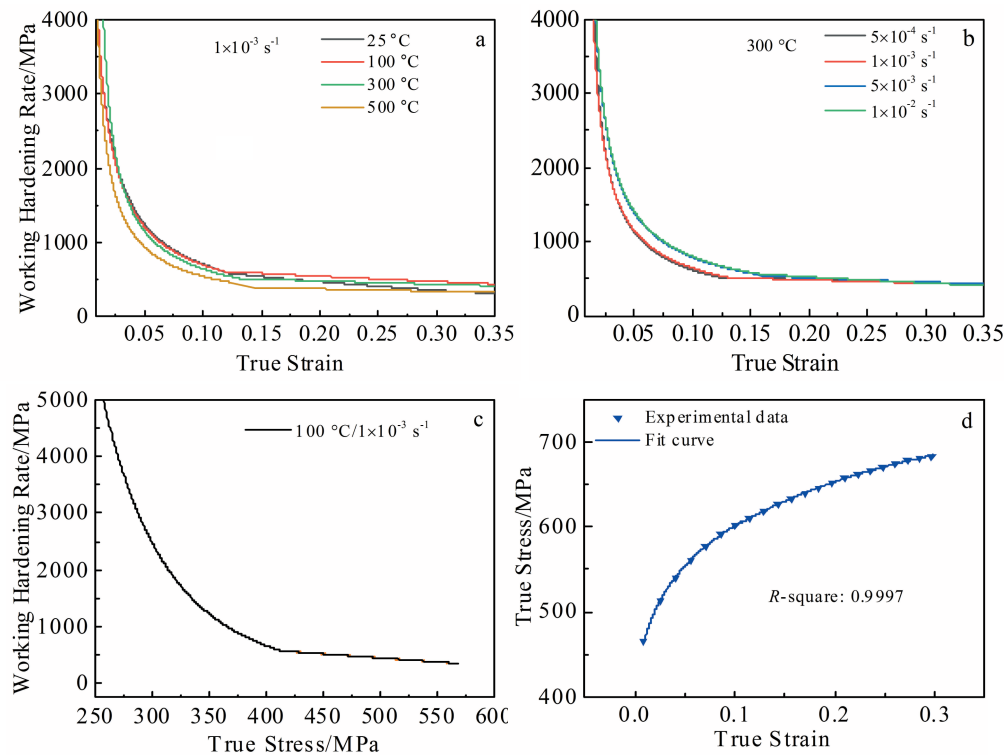 4000
3000
2000
1000
0
Working Hardening Rate/MPa
1×10⁻³ s⁻¹
a
25 °C
100 °C
300 °C
500 °C
0.05 0.10 0.15 0.20 0.25 0.30 0.35
True Strain
4000
3000
2000
1000
0
Working Hardening Rate/MPa
300 °C
b
5×10⁻⁴ s⁻¹
1×10⁻³ s⁻¹
5×10⁻³ s⁻¹
1×10⁻² s⁻¹
0.05 0.10 0.15 0.20 0.25 0.30 0.35
True Strain
5000
4000
3000
2000
1000
0
Working Hardening Rate/MPa
100 °C/1×10⁻³ s⁻¹
c
250 300 350 400 450 500 550 600
True Stress/MPa
700
600
500
400
True Stress/MPa
Experimental data
Fit curve
d
R-square: 0.9997
0.0 0.1 0.2 0.3
True Strain